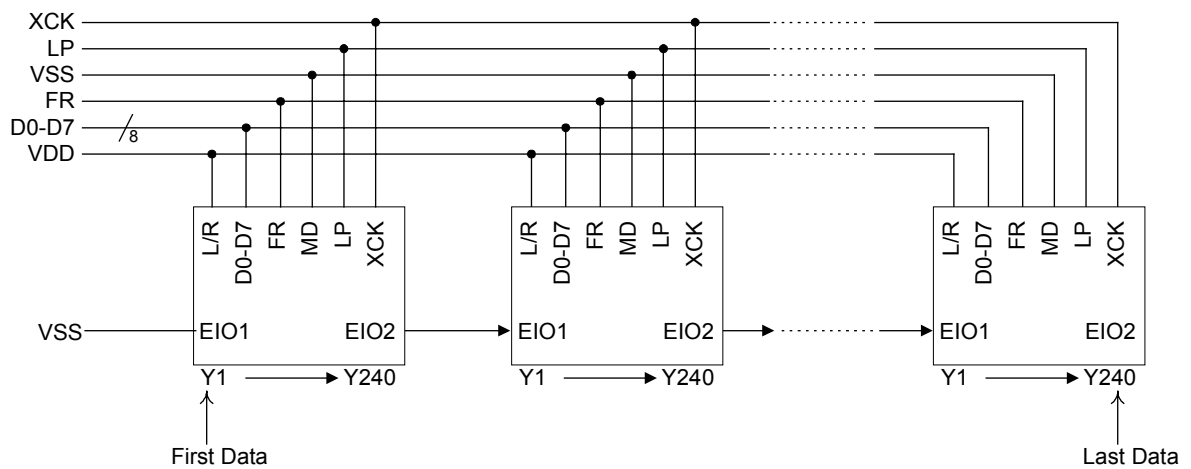 XCK
LP
VSS
FR
D0-D7
8
VDD
L/R D0-D7 FR MD LP XCK
L/R D0-D7 FR MD LP XCK
L/R D0-D7 FR MD LP XCK
VSS
EIO1 EIO2
EIO1 EIO2
EIO1 EIO2
Y1 Y240
Y1 Y240
Y1 Y240
First Data
Last Data